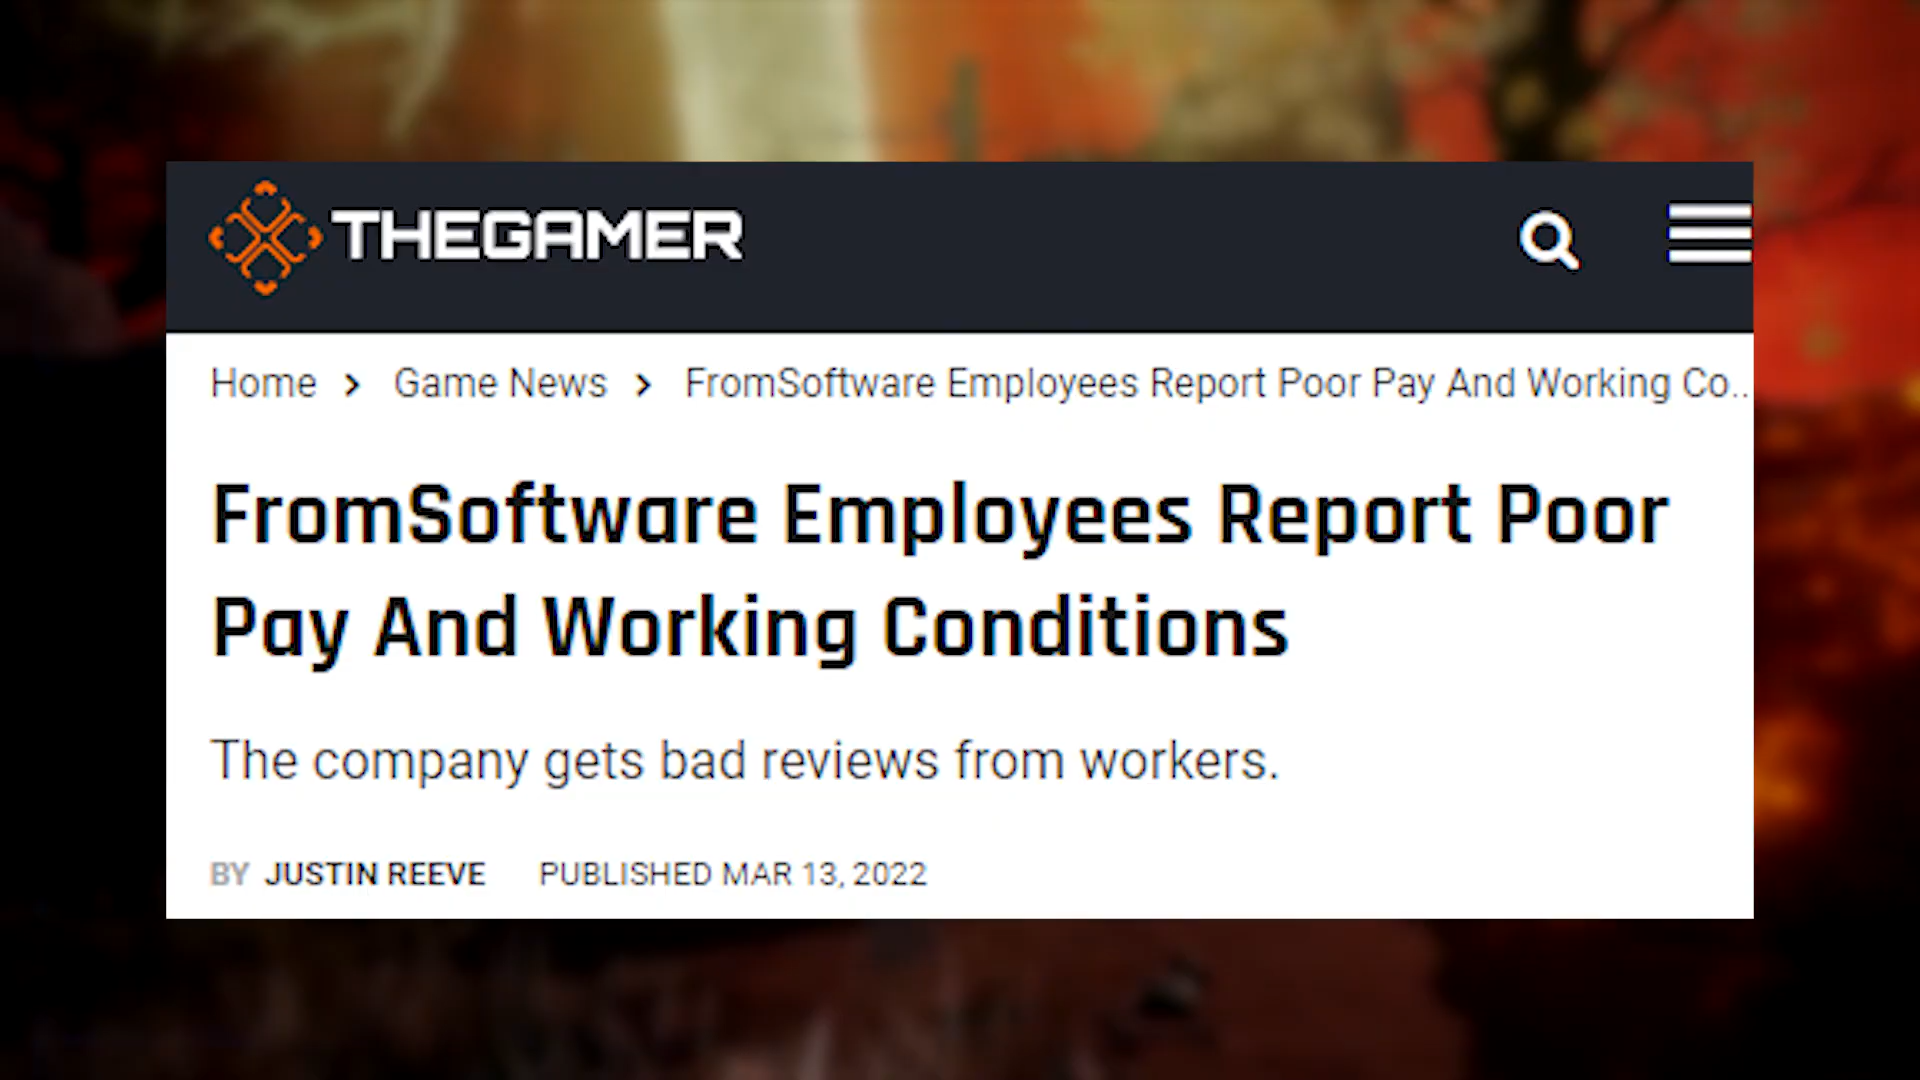 THEGAMER
Home > Game News > FromSoftware Employees Report Poor Pay And Working Co..
FromSoftware Employees Report Poor
Pay And Working Conditions
The company gets bad reviews from workers.
BY JUSTIN REEVE PUBLISHED MAR 13, 2022